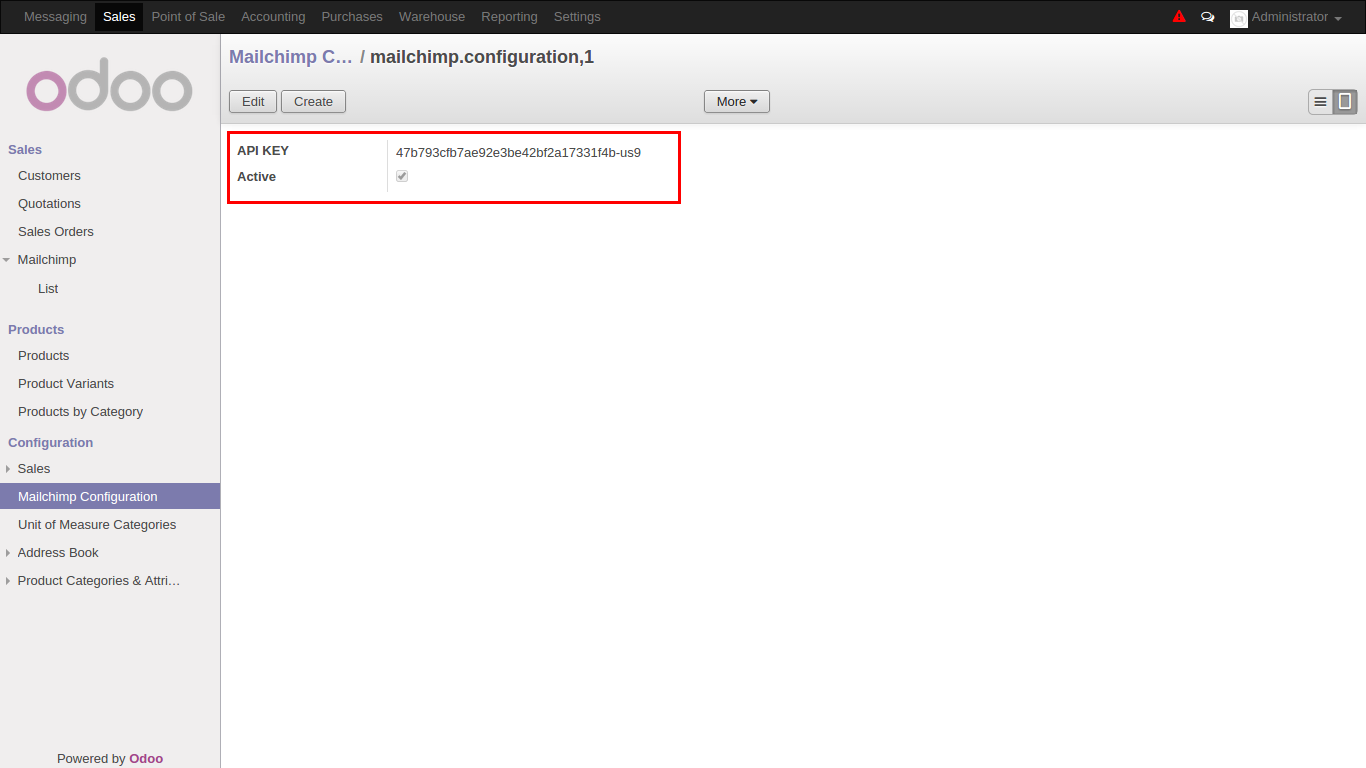 Messaging Sales Point of Sale Accounting Purchases Warehouse Reporting Settings Administrator
odoo
Mailchimp C... / mailchimp.configuration,1
Edit Create More
API KEY 47b793cfb7ae92e3be42bf2a17331f4b-us9
Active
Sales
Customers
Quotations
Sales Orders
Mailchimp
List
Products
Products
Product Variants
Products by Category
Configuration
Sales
Mailchimp Configuration
Unit of Measure Categories
Address Book
Product Categories & Attri...
Powered by Odoo